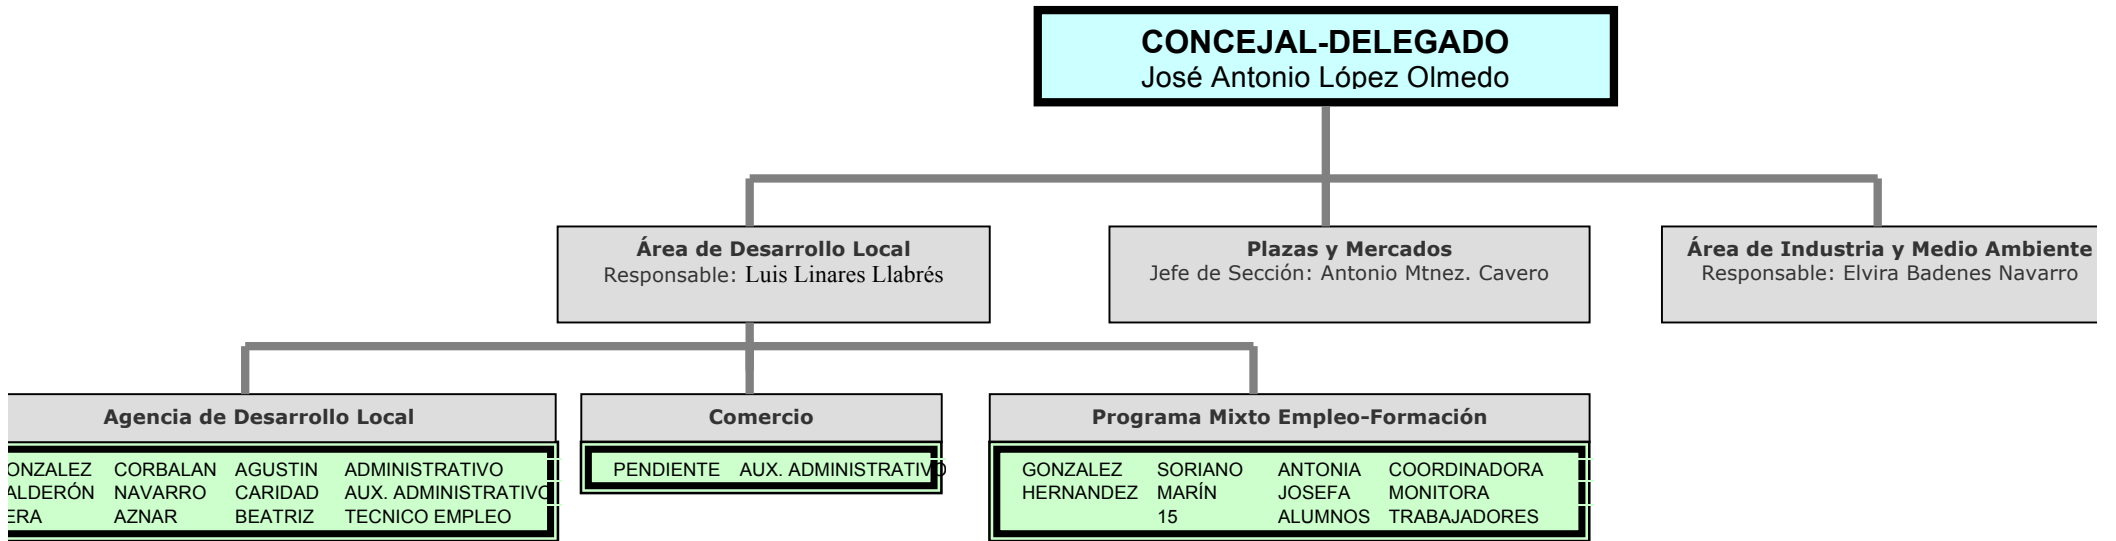 CONCEJAL-DELEGADO
José Antonio López Olmedo
Área de Desarrollo Local
Responsable: Luis Linares Llabrés
Plazas y Mercados
Jefe de Sección: Antonio Mtnez. Cavero
Área de Industria y Medio Ambiente
Responsable: Elvira Badenes Navarro
Agencia de Desarrollo Local
ONZALEZ CORBALAN AGUSTIN ADMINISTRATIVO
ALDERÓN NAVARRO CARIDAD AUX. ADMINISTRATIVO
ERA AZNAR BEATRIZ TECNICO EMPLEO
Comercio
PENDIENTE AUX. ADMINISTRATIVO
Programa Mixto Empleo-Formación
GONZALEZ SORIANO ANTONIA COORDINADORA
HERNANDEZ MARÍN JOSEFA MONITORA
15 ALUMNOS TRABAJADORES